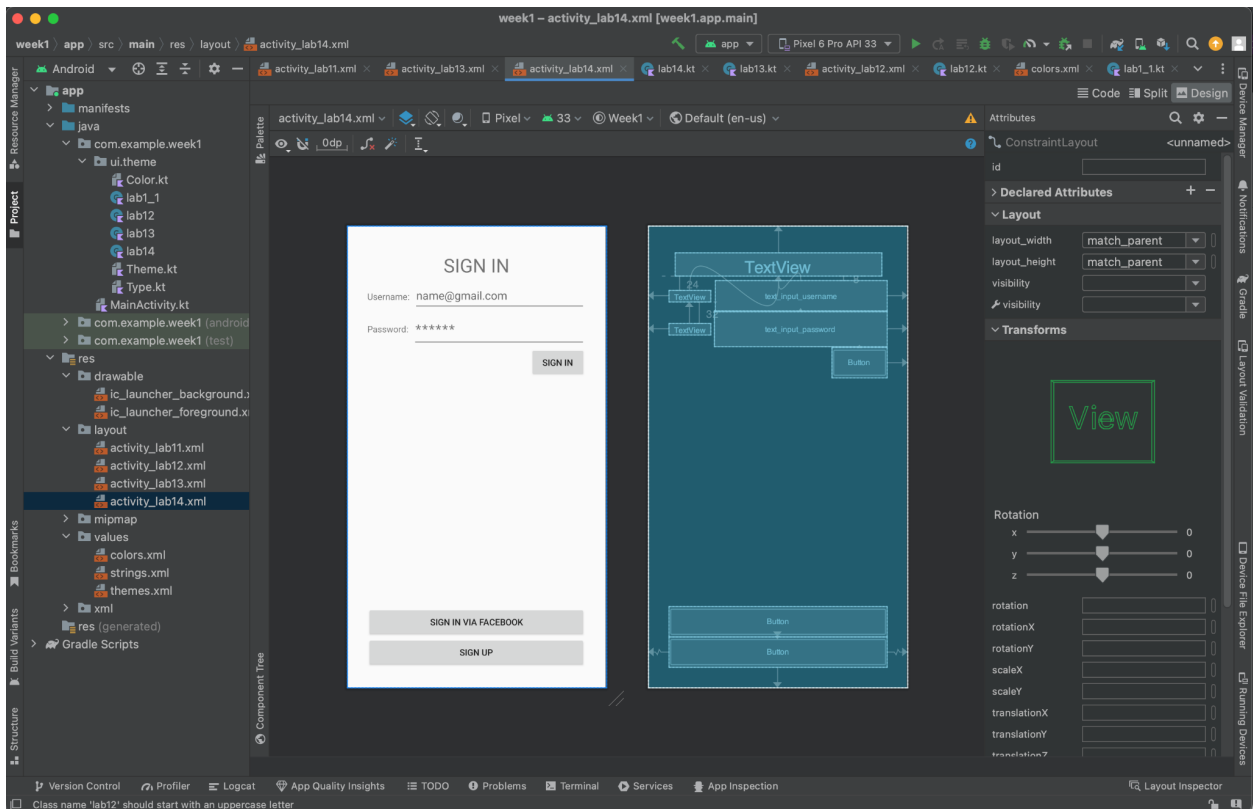 week1 – activity_lab14.xml [week1.app.main]
week1 ⟩ app ⟩ src ⟩ main ⟩ res ⟩ layout ⟩ activity_lab14.xml
app
Pixel 6 Pro API 33
Android
activity_lab11.xml
activity_lab13.xml
activity_lab14.xml
lab14.kt
lab13.kt
activity_lab12.xml
lab12.kt
colors.xml
lab1_1.kt
Code
Split
Design
Resource Manager
Project
Bookmarks
Build Variants
Structure
app
manifests
java
com.example.week1
ui.theme
Color.kt
lab1_1
lab12
lab13
lab14
Theme.kt
Type.kt
MainActivity.kt
com.example.week1 (android
com.example.week1 (test)
res
drawable
ic_launcher_background.x
ic_launcher_foreground.x
layout
activity_lab11.xml
activity_lab12.xml
activity_lab13.xml
activity_lab14.xml
mipmap
values
colors.xml
strings.xml
themes.xml
xml
res (generated)
Gradle Scripts
Palette
Component Tree
activity_lab14.xml
Pixel
33
Week1
Default (en-us)
0dp
SIGN IN
Username: name@gmail.com
Password: ******
SIGN IN
SIGN IN VIA FACEBOOK
SIGN UP
TextView
8
24
TextView
text_input_username
32
TextView
text_input_password
Button
Button
Button
Attributes
ConstraintLayout <unnamed>
id
Declared Attributes
Layout
layout_width match_parent
layout_height match_parent
visibility
visibility
Transforms
View
Rotation
x 0
y 0
z 0
rotation
rotationX
rotationY
scaleX
scaleY
translationX
translationY
translationZ
Device Manager
Notifications
Gradle
Layout Validation
Device File Explorer
Running Devices
Version Control
Profiler
Logcat
App Quality Insights
TODO
Problems
Terminal
Services
App Inspection
Layout Inspector
Class name 'lab12' should start with an uppercase letter